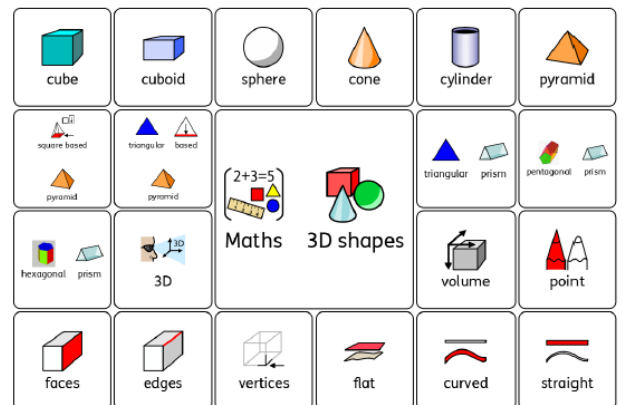 cube
cuboid
sphere
cone
cylinder
pyramid
square based
pyramid
triangular based
pyramid
2+3=5
Maths
3D shapes
triangular prism
pentagonal prism
hexagonal prism
3D
3D
volume
point
faces
edges
vertices
flat
curved
straight